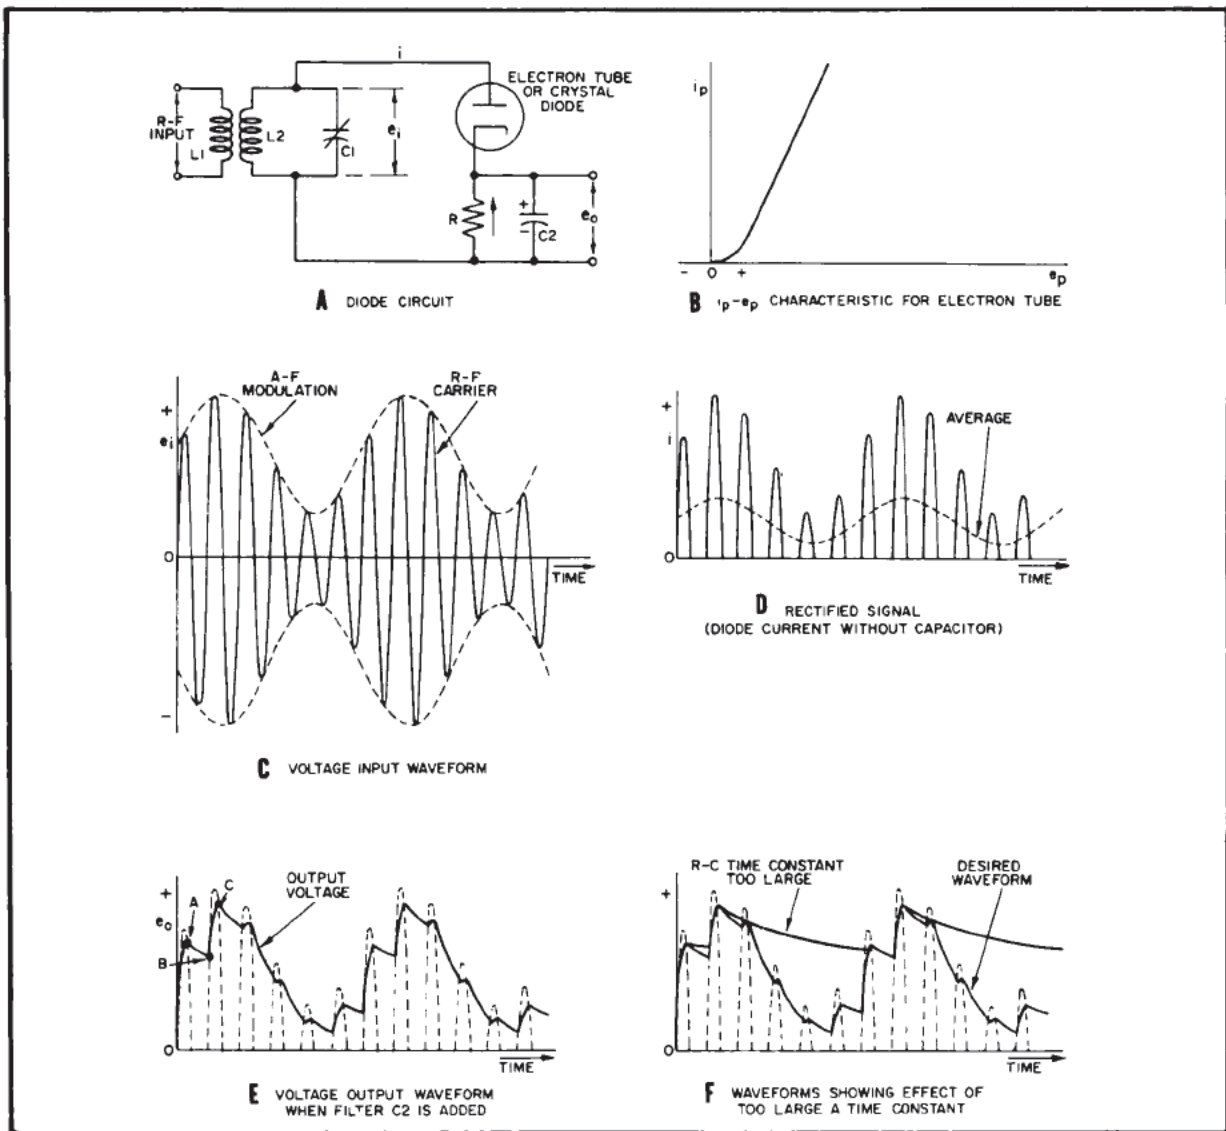 i
ELECTRON TUBE
OR CRYSTAL
DIODE
R-F
INPUT
L1
L2
C1
ei
R
+
-
C2
eo
A DIODE CIRCUIT
ip
- 0 +
ep
B ip-ep CHARACTERISTIC FOR ELECTRON TUBE
A-F
MODULATION
R-F
CARRIER
+
ei
0
-
TIME
C VOLTAGE INPUT WAVEFORM
+
i
0
AVERAGE
TIME
D RECTIFIED SIGNAL
(DIODE CURRENT WITHOUT CAPACITOR)
+
eo
A
B
C
OUTPUT
VOLTAGE
0
TIME
E VOLTAGE OUTPUT WAVEFORM
WHEN FILTER C2 IS ADDED
R-C TIME CONSTANT
TOO LARGE
DESIRED
WAVEFORM
+
0
TIME
F WAVEFORMS SHOWING EFFECT OF
TOO LARGE A TIME CONSTANT